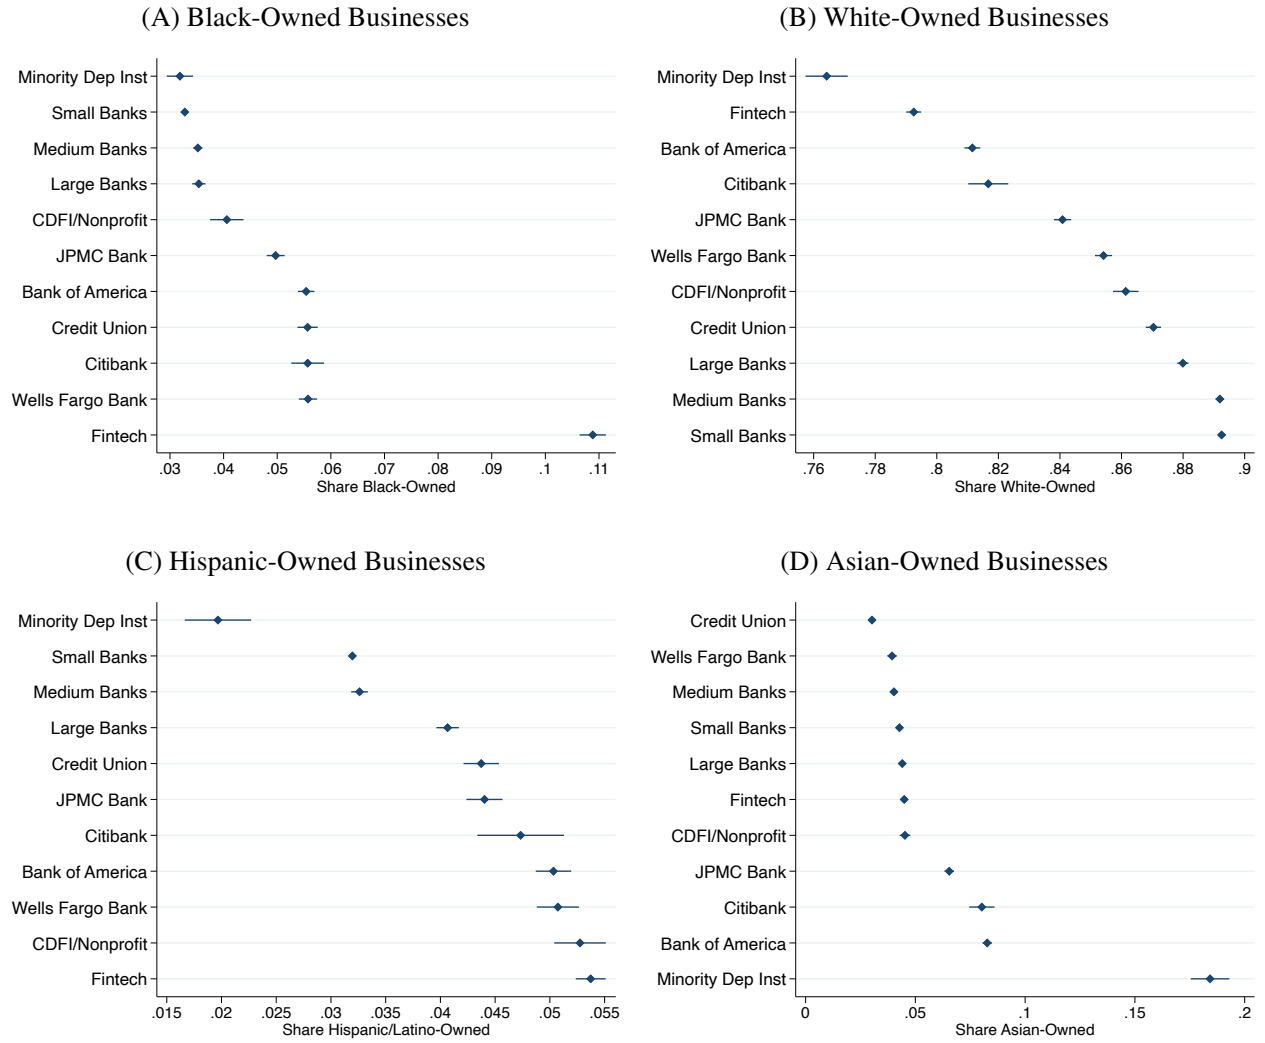 (A) Black-Owned Businesses
Minority Dep Inst
Small Banks
Medium Banks
Large Banks
CDFI/Nonprofit
JPMC Bank
Bank of America
Credit Union
Citibank
Wells Fargo Bank
Fintech
.03 .04 .05 .06 .07 .08 .09 .1 .11
Share Black-Owned
(B) White-Owned Businesses
Minority Dep Inst
Fintech
Bank of America
Citibank
JPMC Bank
Wells Fargo Bank
CDFI/Nonprofit
Credit Union
Large Banks
Medium Banks
Small Banks
.76 .78 .8 .82 .84 .86 .88 .9
Share White-Owned
(C) Hispanic-Owned Businesses
Minority Dep Inst
Small Banks
Medium Banks
Large Banks
Credit Union
JPMC Bank
Citibank
Bank of America
Wells Fargo Bank
CDFI/Nonprofit
Fintech
.015 .02 .025 .03 .035 .04 .045 .05 .055
Share Hispanic/Latino-Owned
(D) Asian-Owned Businesses
Credit Union
Wells Fargo Bank
Medium Banks
Small Banks
Large Banks
Fintech
CDFI/Nonprofit
JPMC Bank
Citibank
Bank of America
Minority Dep Inst
0 .05 .1 .15 .2
Share Asian-Owned